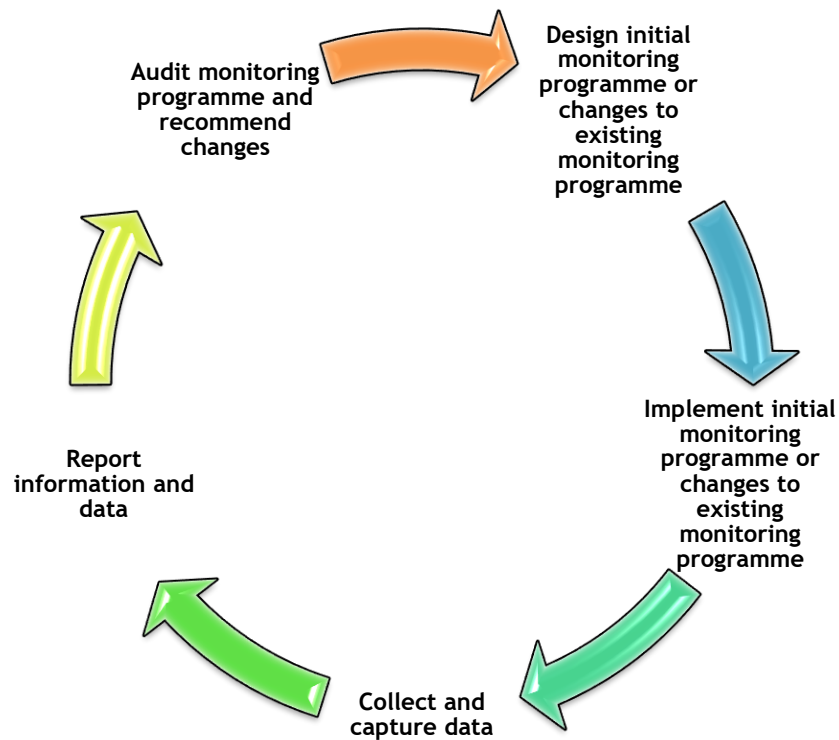 Audit monitoring
programme and
recommend
changes
Design initial
monitoring
programme or
changes to
existing
monitoring
programme
Implement initial
monitoring
programme or
changes to
existing
monitoring
programme
Collect and
capture data
Report
information and
data